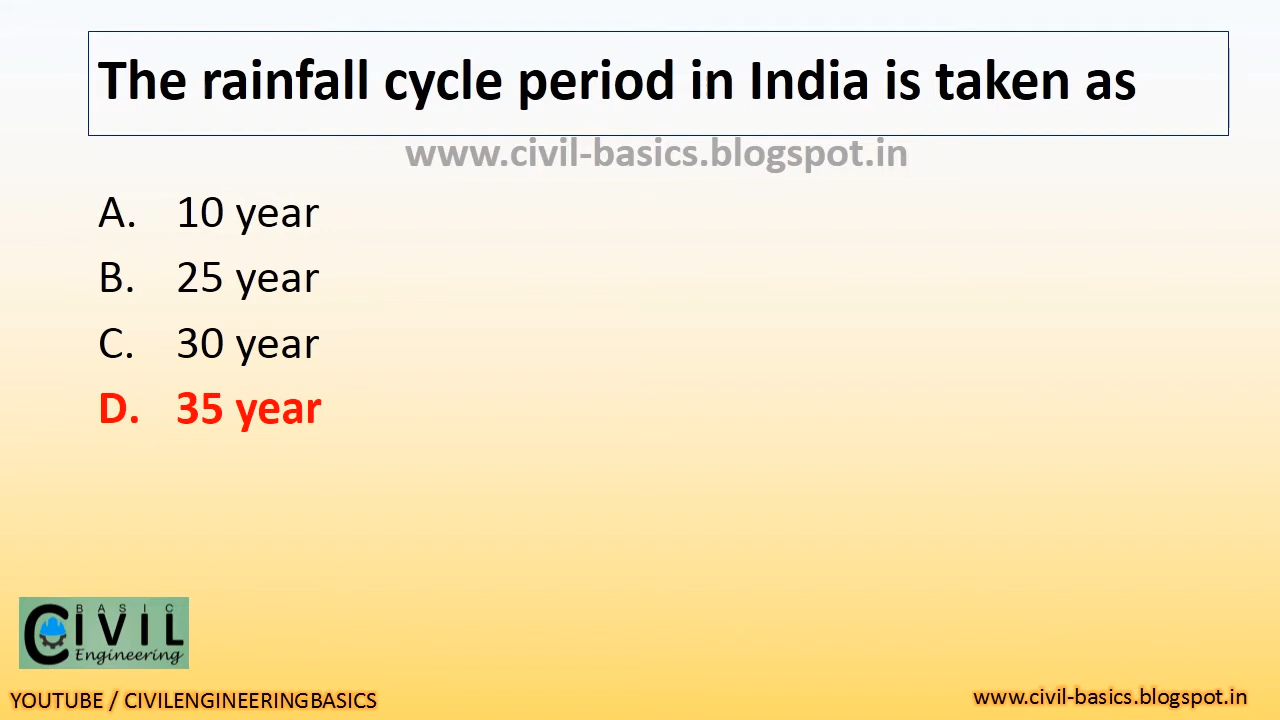 The rainfall cycle period in India is taken as
www.civil-basics.blogspot.in
A. 10 year
B. 25 year
C. 30 year
D. 35 year
BASIC
CIVIL
Engineering
YOUTUBE / CIVILENGINEERINGBASICS
www.civil-basics.blogspot.in